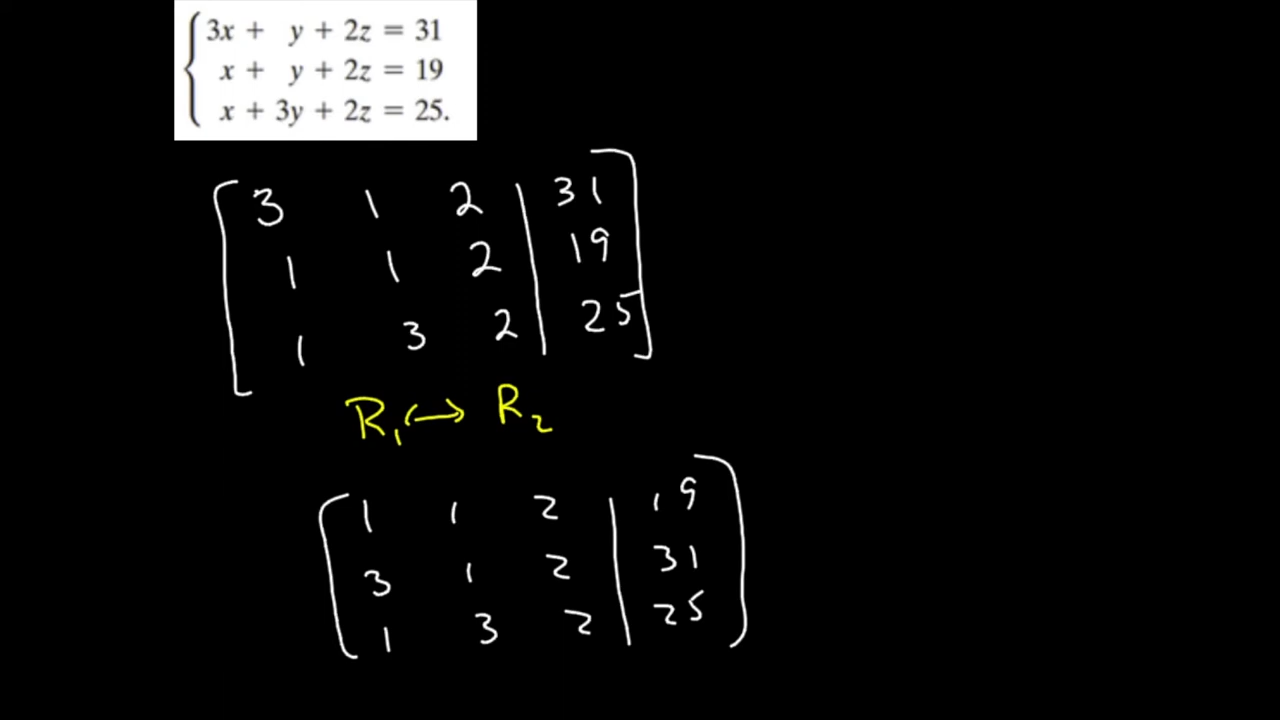 3x + y + 2z = 31
x + y + 2z = 19
x + 3y + 2z = 25.
3 1 2 | 31
1 1 2 | 19
1 3 2 | 25
R₁ ↔ R₂
1 1 2 | 19
3 1 2 | 31
1 3 2 | 25